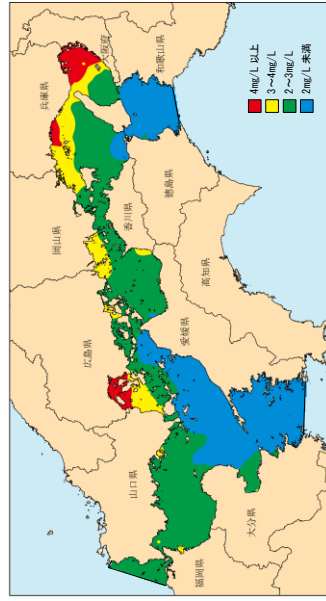 兵庫県
大阪府
和歌山県
岡山県
香川県
徳島県
広島県
高知県
愛媛県
山口県
大分県
福岡県
4mg/L 以上
3~4mg/L
2~3mg/L
2mg/L 未満